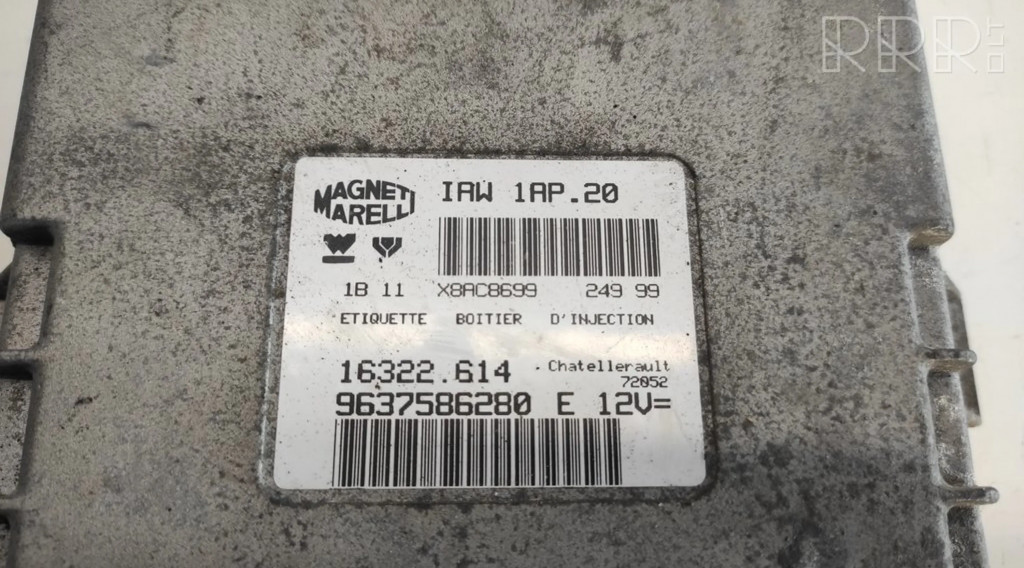 RRR.LT
MAGNETI
MARELLI
IAW 1AP.20
1B 11 X8AC8699 249 99
ETIQUETTE BOITIER D'INJECTION
16322.614 Chatellerault
72052
9637586280 E 12V=